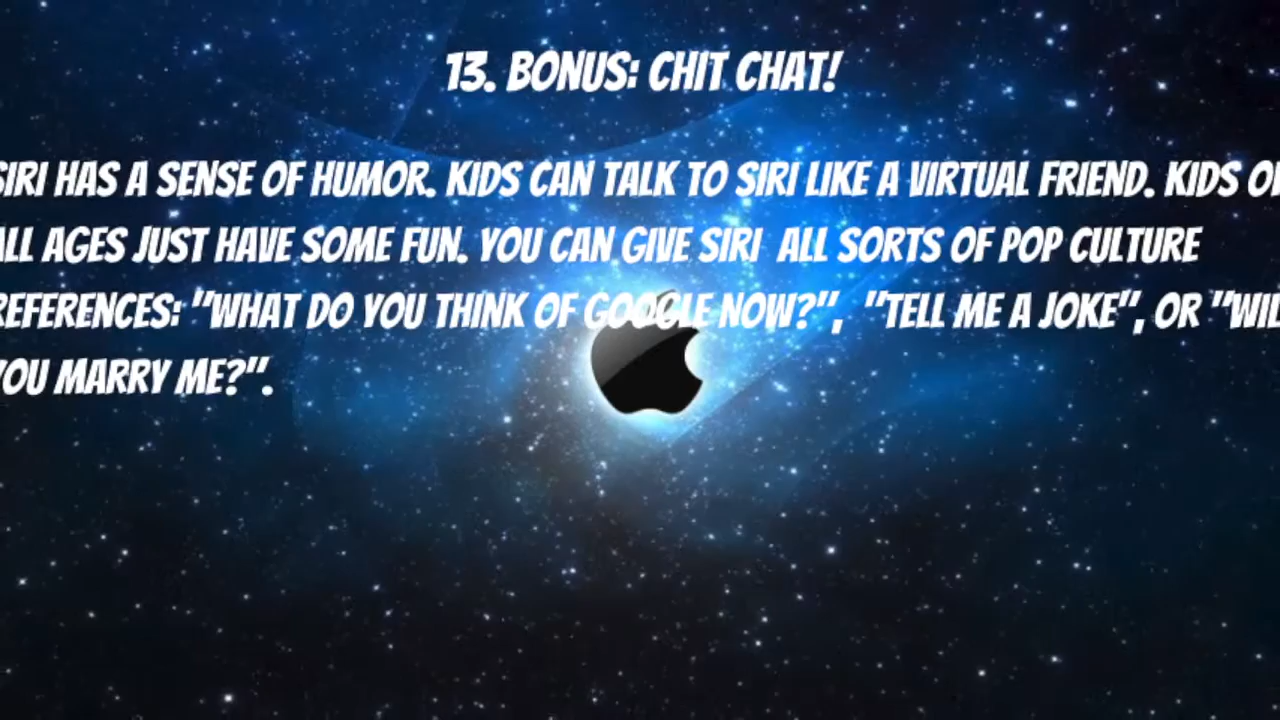 13. BONUS: CHIT CHAT!
SIRI HAS A SENSE OF HUMOR. KIDS CAN TALK TO SIRI LIKE A VIRTUAL FRIEND. KIDS
ALL AGES JUST HAVE SOME FUN. YOU CAN GIVE SIRI ALL SORTS OF POP CULTURE
REFERENCES: "WHAT DO YOU THINK OF GOOGLE NOW?", "TELL ME A JOKE", OR "WIL
YOU MARRY ME?".